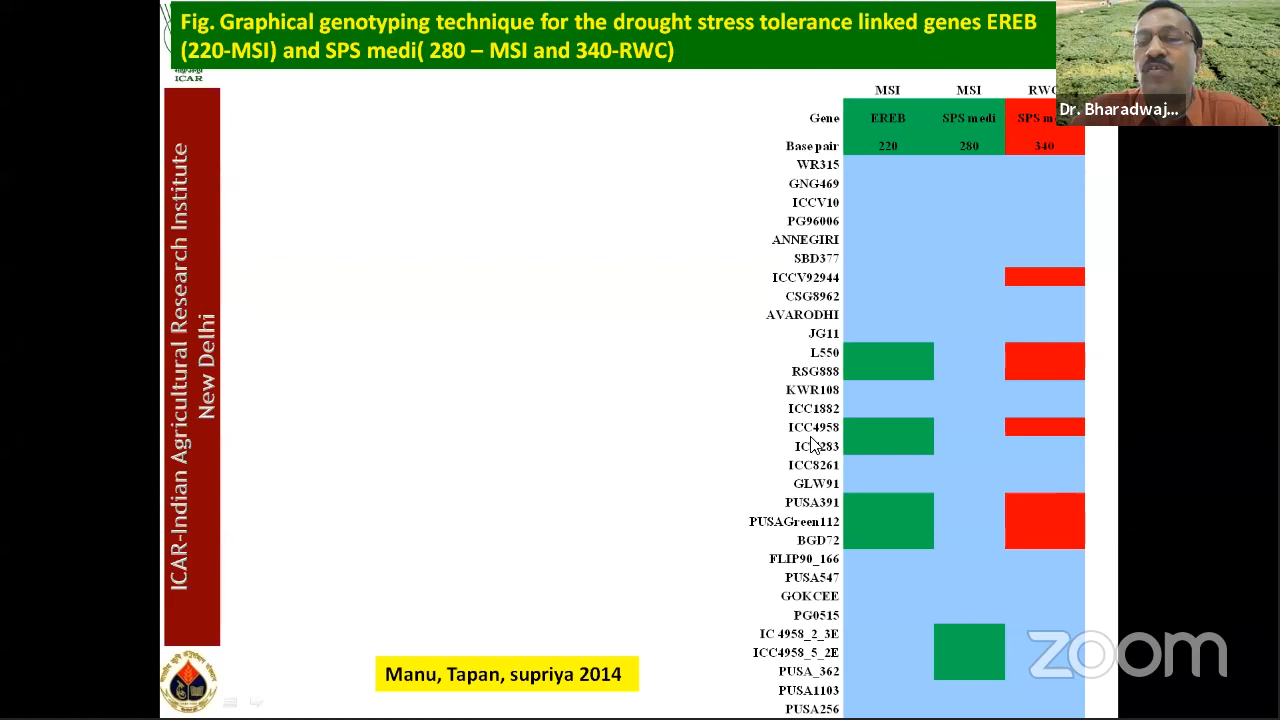 Fig. Graphical genotyping technique for the drought stress tolerance linked genes EREB
(220-MSI) and SPS medi( 280 – MSI and 340-RWC)
ICAR
ICAR-Indian Agricultural Research Institute
New Delhi
Dr. Bharadwaj...
MSI MSI
Gene EREB SPS medi SPS
Base pair 220 280 340
WR315
GNG469
ICCV10
PG96006
ANNEGIRI
SBD377
ICCV92944
CSG8962
AVARODHI
JG11
L550
RSG888
KWR108
ICC1882
ICC4958
ICC8261
GLW91
PUSA391
PUSAGreen112
BGD72
FLIP90_166
PUSA547
GOKCEE
PG0515
IC 4958_2_3E
ICC4958_5_2E
PUSA_362
PUSA1103
PUSA256
Manu, Tapan, supriya 2014
zoom